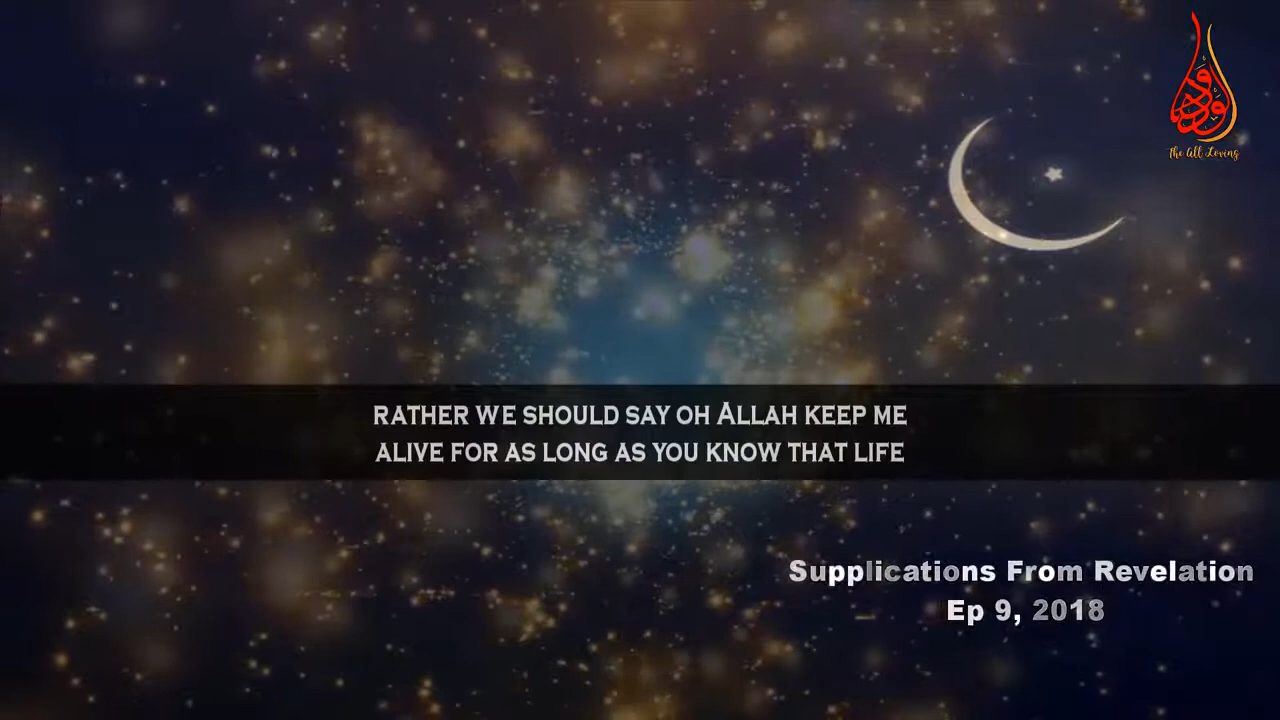 الودود
The All Loving
RATHER WE SHOULD SAY OH ALLAH KEEP ME
ALIVE FOR AS LONG AS YOU KNOW THAT LIFE
Supplications From Revelation
Ep 9, 2018